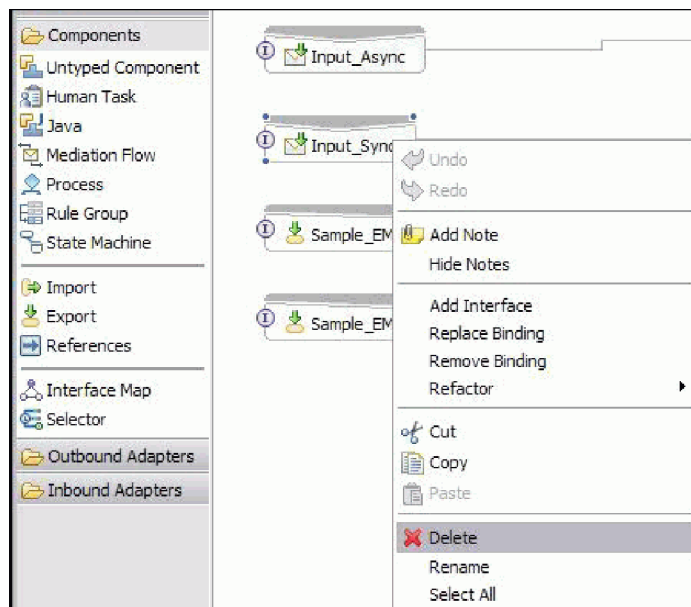 Components
Untyped Component
Human Task
Java
Mediation Flow
Process
Rule Group
State Machine
Import
Export
References
Interface Map
Selector
Outbound Adapters
Inbound Adapters
Input_Async
Input_Sync
Sample_EM
Sample_EM
Undo
Redo
Add Note
Hide Notes
Add Interface
Replace Binding
Remove Binding
Refactor
Cut
Copy
Paste
Delete
Rename
Select All